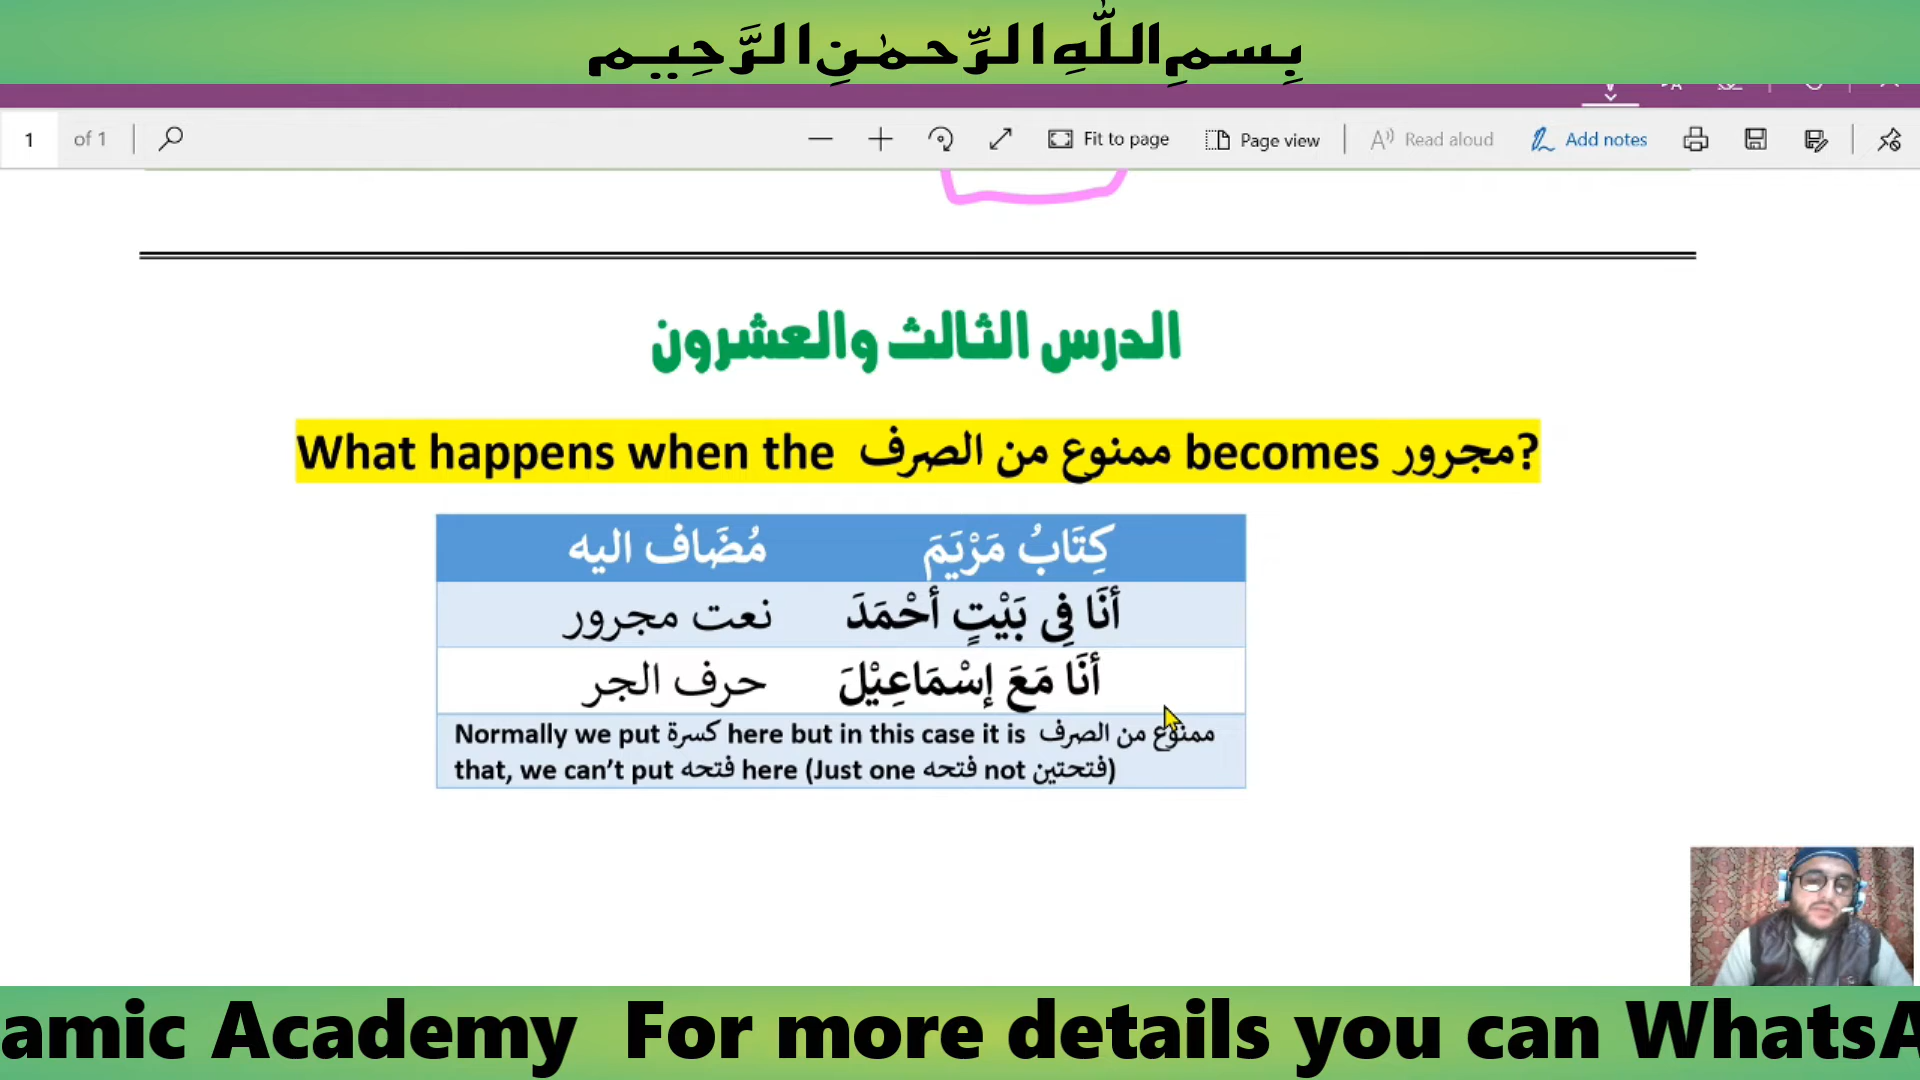 بِسمِ اللّٰهِ الرَّحمٰنِ الرَّحِيم
1 of 1 Fit to page Page view Read aloud Add notes
الدرس الثالث والعشرون
What happens when the ممنوع من الصرف becomes مجرور?
كِتَابُ مَرْيَمَ مُضَاف اليه
أنَا فِى بَيْتٍ أحْمَدَ نعت مجرور
أنَا مَعَ إسْمَاعِيْلَ حرف الجر
Normally we put كسرة here but in this case it is ممنوع من الصرف
that, we can't put فتحه here (Just one فتحه not فتحتين)
amic Academy For more details you can WhatsA